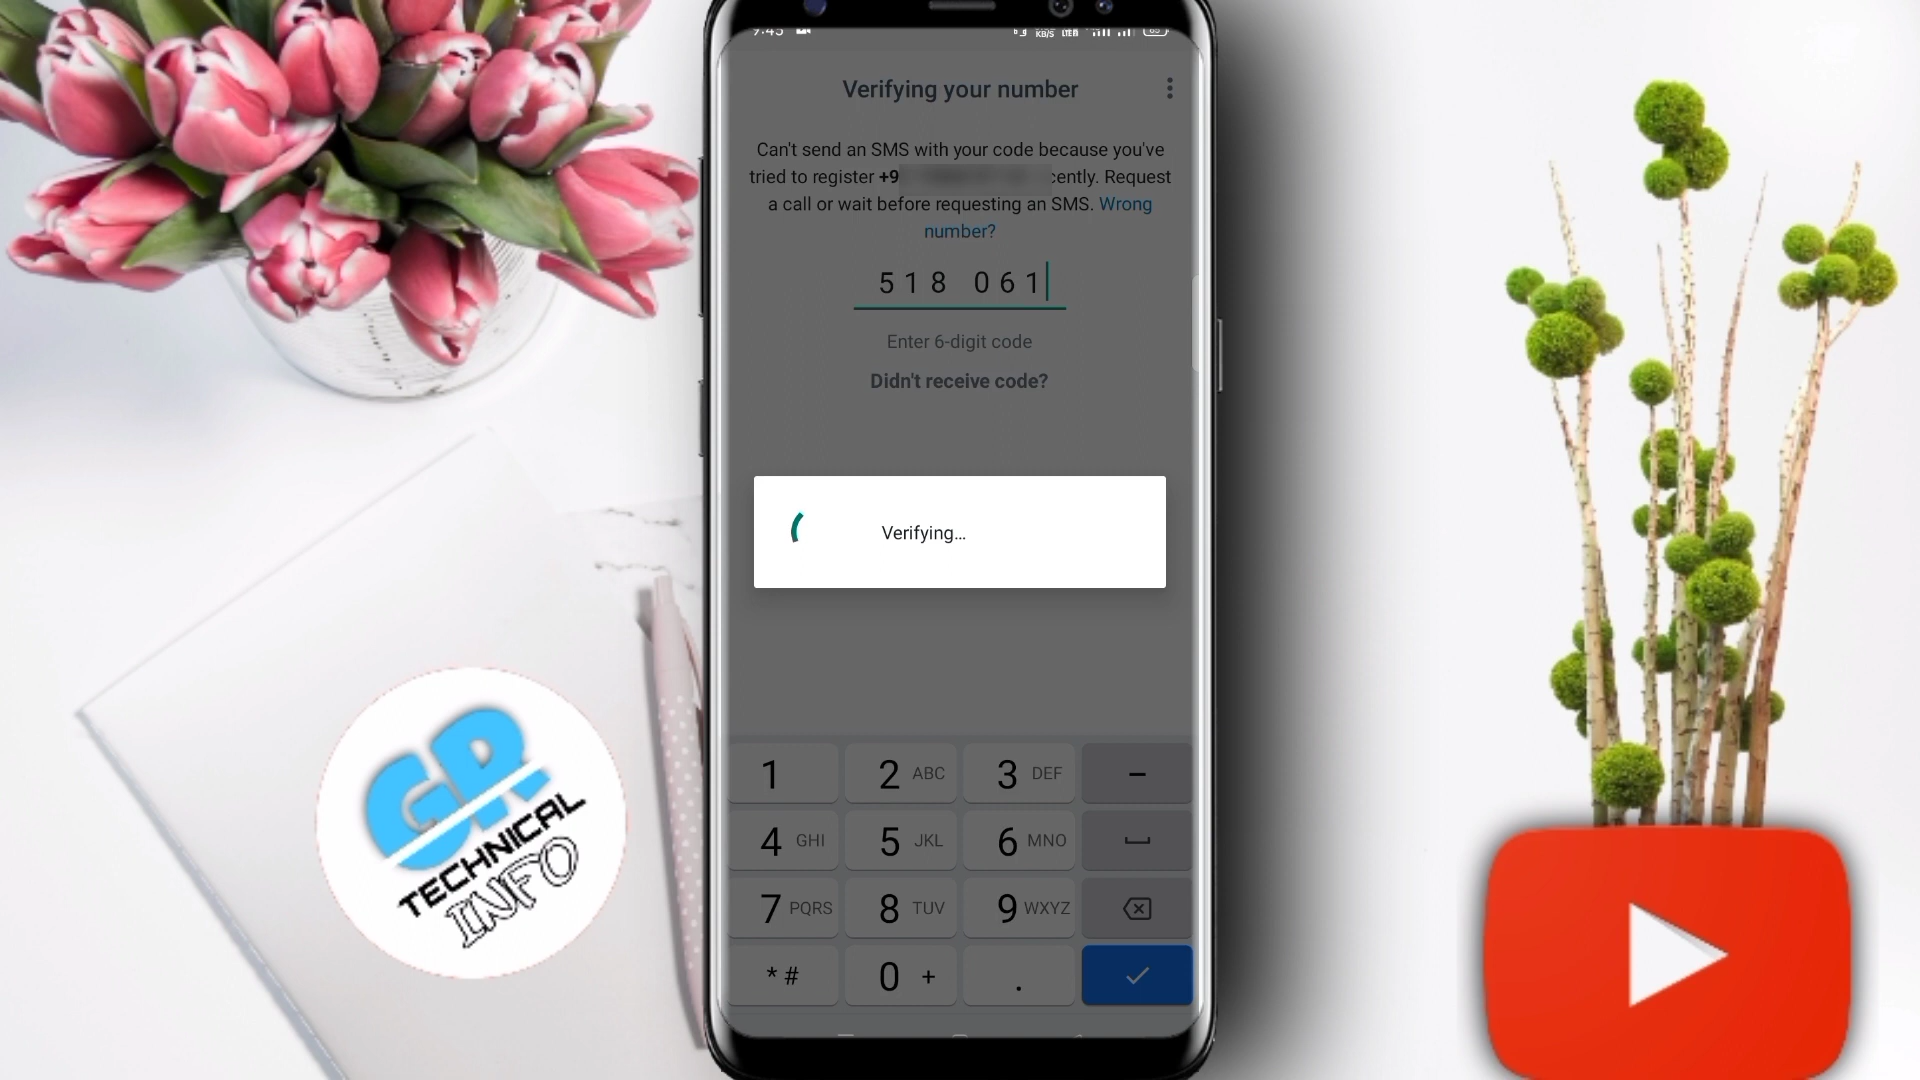 9:45
KB/S
Verifying your number
Can't send an SMS with your code because you've
tried to register +9 cently. Request
a call or wait before requesting an SMS. Wrong
number?
518 061
Enter 6-digit code
Didn't receive code?
Verifying...
1
2 ABC
3 DEF
–
4 GHI
5 JKL
6 MNO
7 PQRS
8 TUV
9 WXYZ
* #
0 +
.
GR
TECHNICAL
INFO